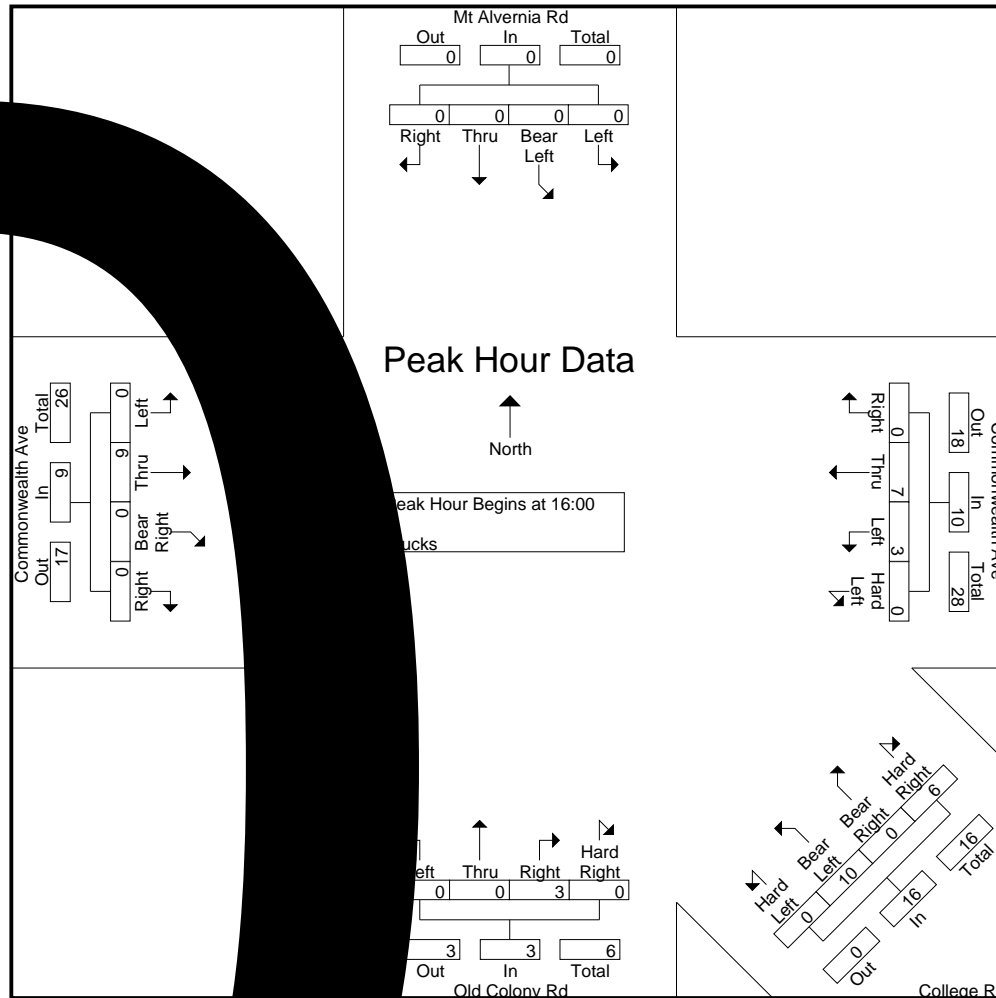 Mt Alvernia Rd
Out In Total
0 0 0
0 0 0 0
Right Thru Bear Left Left
Peak Hour Data
North
eak Hour Begins at 16:00
ucks
Commonwealth Ave
Total In Out
26 9 17
0 9 0 0
Left Thru Bear Right Right
Commonwealth Ave
Out In Total
18 10 28
0 7 3 0
Right Thru Left Hard Left
eft Thru Right Hard Right
0 0 3 0
3 3 6
Out In Total
Old Colony Rd
Hard Left Bear Left Bear Right Hard Right
0 10 0 6
0 16 16
Out In Total
College R